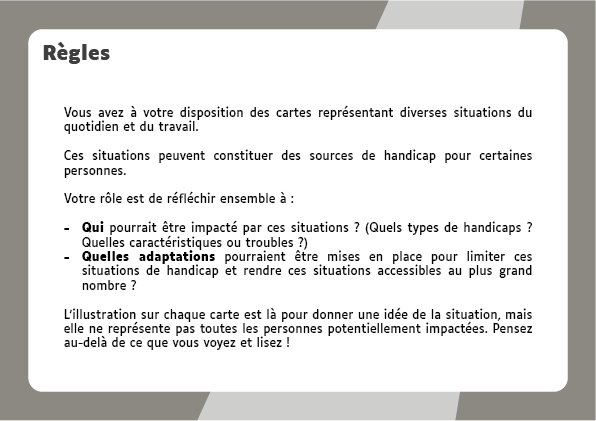 Règles
Vous avez à votre disposition des cartes représentant diverses situations du
quotidien et du travail.
Ces situations peuvent constituer des sources de handicap pour certaines
personnes.
Votre rôle est de réfléchir ensemble à :
- Qui pourrait être impacté par ces situations ? (Quels types de handicaps ?
Quelles caractéristiques ou troubles ?)
- Quelles adaptations pourraient être mises en place pour limiter ces
situations de handicap et rendre ces situations accessibles au plus grand
nombre ?
L'illustration sur chaque carte est là pour donner une idée de la situation, mais
elle ne représente pas toutes les personnes potentiellement impactées. Pensez
au-delà de ce que vous voyez et lisez !